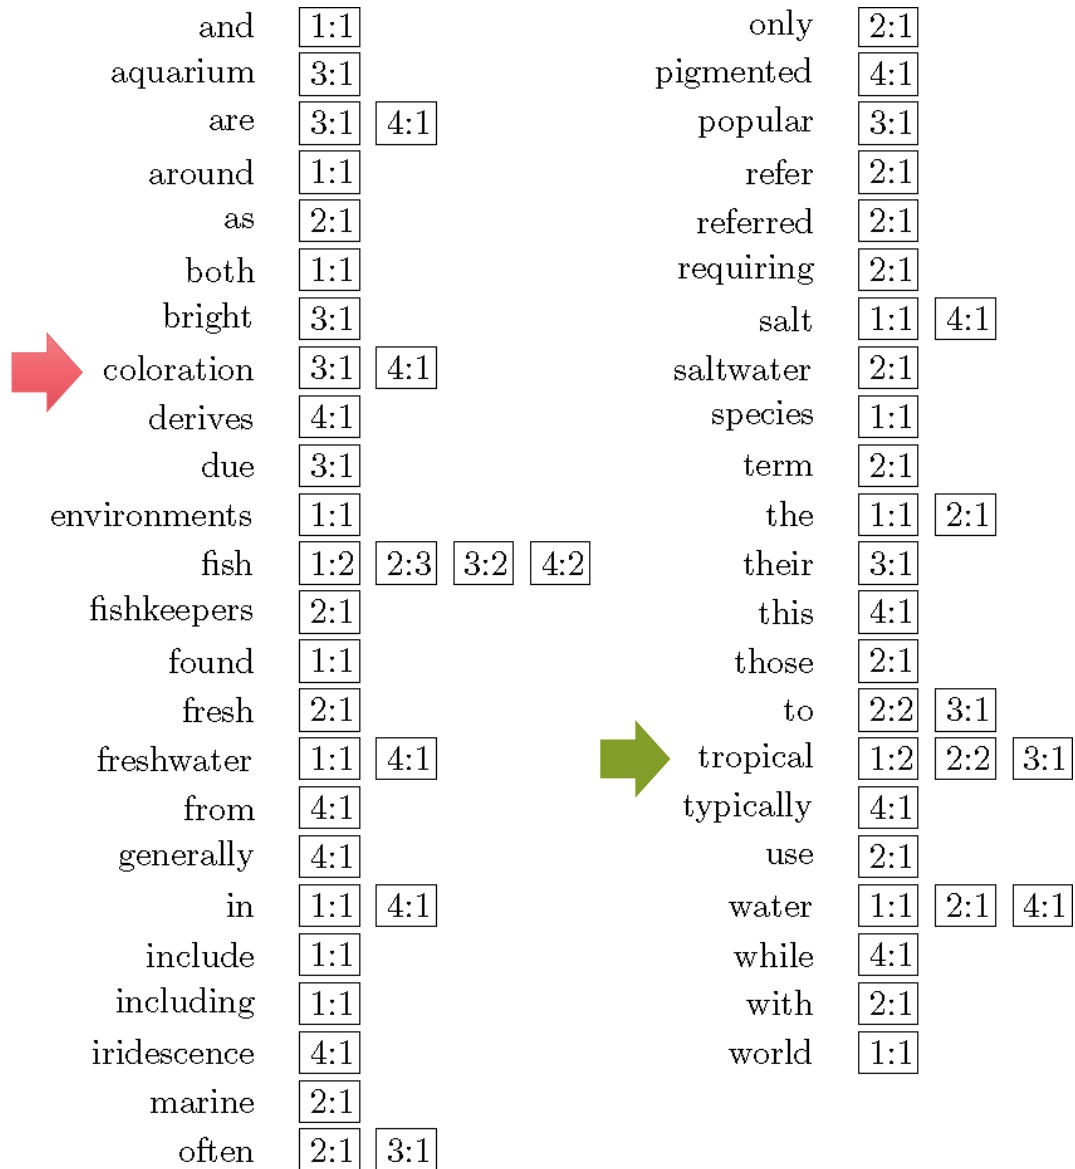 and 1:1
aquarium 3:1
are 3:1 4:1
around 1:1
as 2:1
both 1:1
bright 3:1
coloration 3:1 4:1
derives 4:1
due 3:1
environments 1:1
fish 1:2 2:3 3:2 4:2
fishkeepers 2:1
found 1:1
fresh 2:1
freshwater 1:1 4:1
from 4:1
generally 4:1
in 1:1 4:1
include 1:1
including 1:1
iridescence 4:1
marine 2:1
often 2:1 3:1
only 2:1
pigmented 4:1
popular 3:1
refer 2:1
referred 2:1
requiring 2:1
salt 1:1 4:1
saltwater 2:1
species 1:1
term 2:1
the 1:1 2:1
their 3:1
this 4:1
those 2:1
to 2:2 3:1
tropical 1:2 2:2 3:1
typically 4:1
use 2:1
water 1:1 2:1 4:1
while 4:1
with 2:1
world 1:1